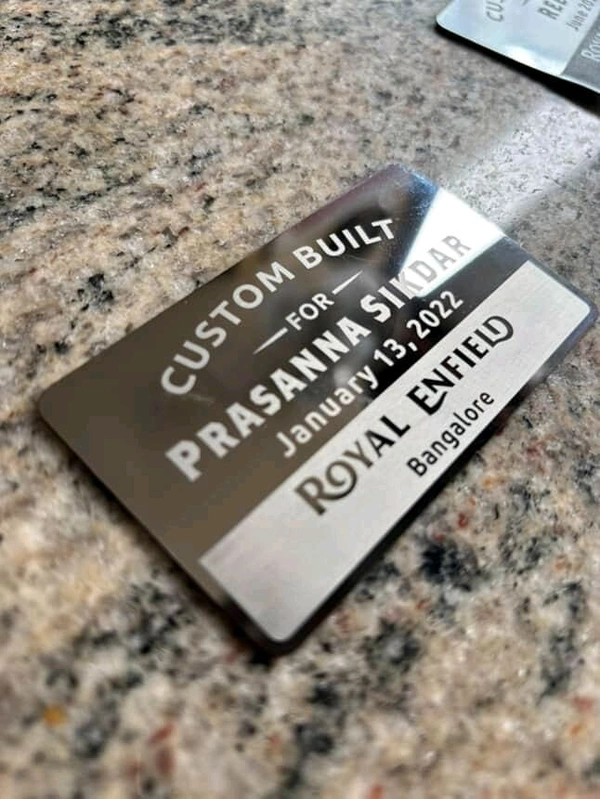 CUSTOM BUILT
FOR
PRASANNA SIKDAR
January 13, 2022
ROYAL ENFIELD
Bangalore